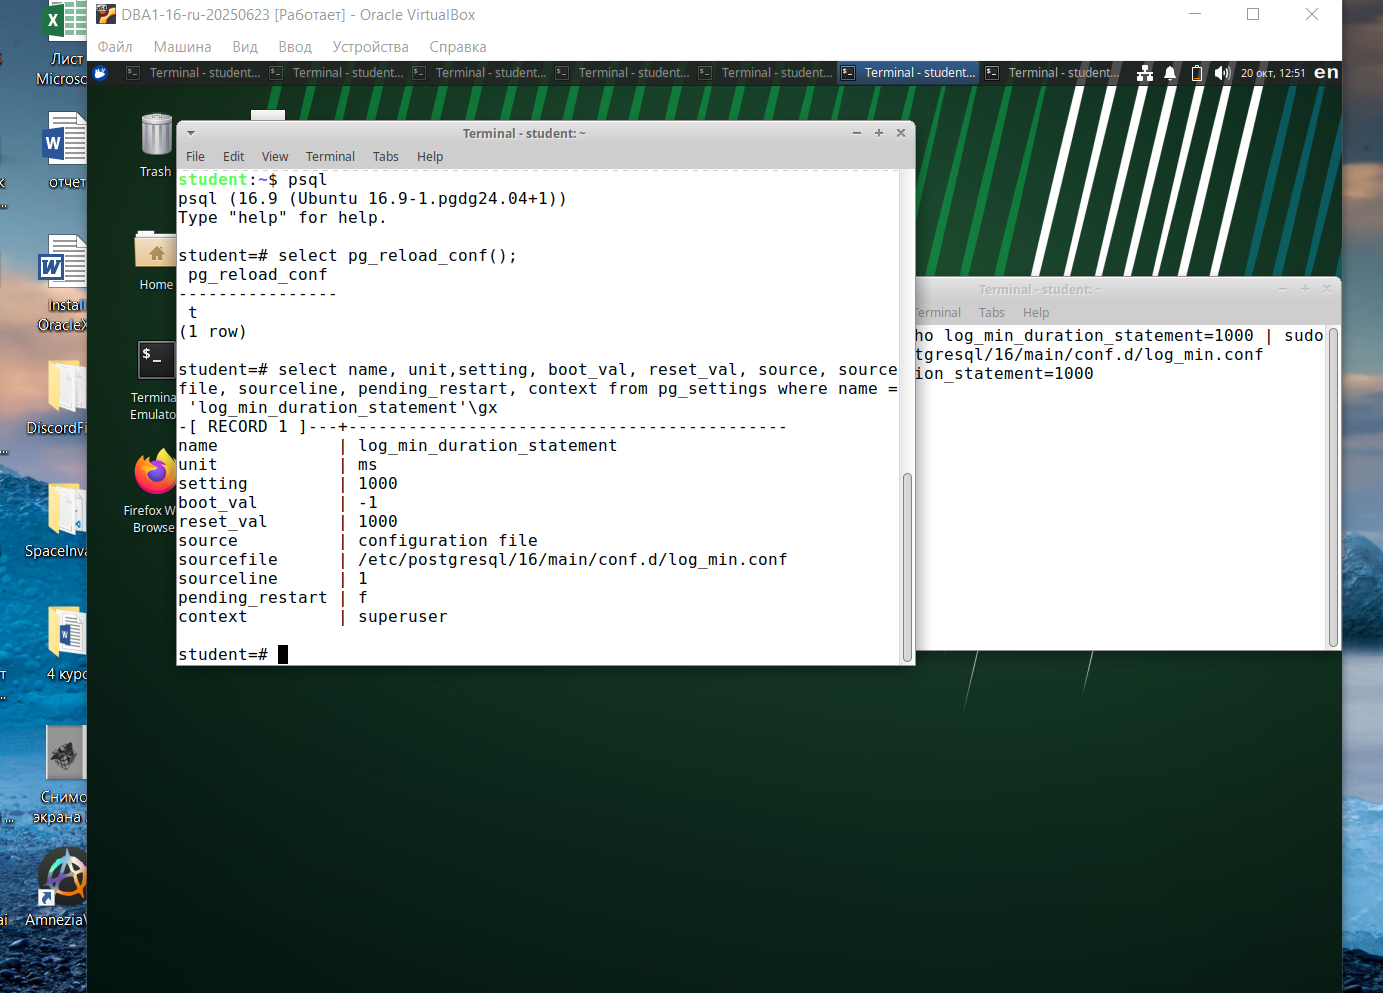 DBA1-16-ru-20250623 [Работает] - Oracle VirtualBox
Файл Машина Вид Ввод Устройства Справка
Terminal - student... Terminal - student... Terminal - student... Terminal - student... Terminal - student... Terminal - student... Terminal - student... 20 окт, 12:51 en
Лист
Microso
отчет
Instal
OracleX
DiscordFi
SpaceInva
4 курс
Снимо
экрана
AmneziaV
Trash
Home
Termina
Emulato
Firefox W
Browse
Terminal - student: ~
File Edit View Terminal Tabs Help
student:~$ psql
psql (16.9 (Ubuntu 16.9-1.pgdg24.04+1))
Type "help" for help.
student=# select pg_reload_conf();
pg_reload_conf
----------------
t
(1 row)
student=# select name, unit,setting, boot_val, reset_val, source, source
file, sourceline, pending_restart, context from pg_settings where name =
'log_min_duration_statement'\gx
-[ RECORD 1 ]---+--------------------------------------------
name | log_min_duration_statement
unit | ms
setting | 1000
boot_val | -1
reset_val | 1000
source | configuration file
sourcefile | /etc/postgresql/16/main/conf.d/log_min.conf
sourceline | 1
pending_restart | f
context | superuser
student=#
Terminal - student: ~
Terminal Tabs Help
ho log_min_duration_statement=1000 | sudo
tgresql/16/main/conf.d/log_min.conf
ion_statement=1000